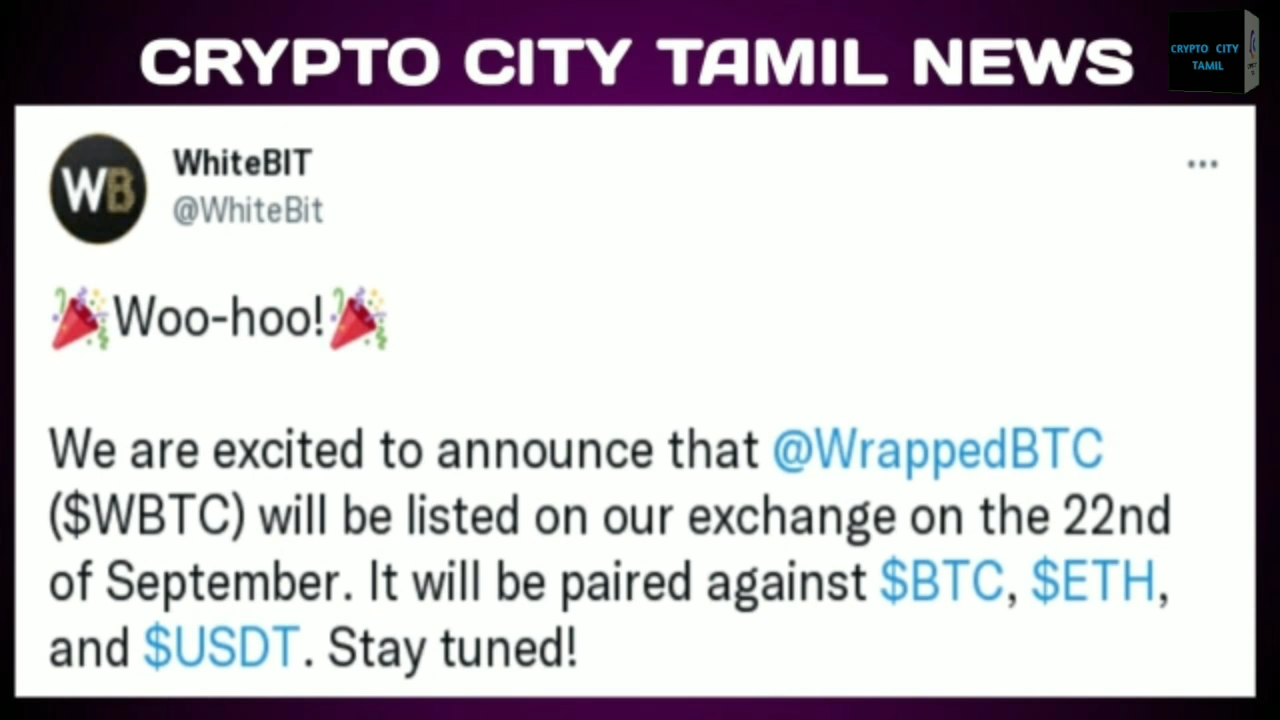 CRYPTO CITY TAMIL NEWS
CRYPTO CITY
TAMIL
WB
WhiteBIT
@WhiteBit
🎉Woo-hoo!🎉
We are excited to announce that @WrappedBTC
($WBTC) will be listed on our exchange on the 22nd
of September. It will be paired against $BTC, $ETH,
and $USDT. Stay tuned!